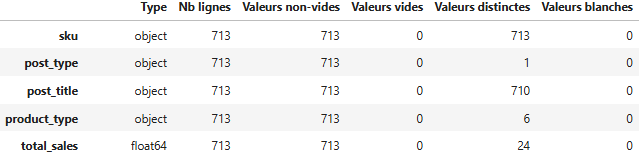 Type Nb lignes Valeurs non-vides Valeurs vides Valeurs distinctes Valeurs blanches
sku object 713 713 0 713 0
post_type object 713 713 0 1 0
post_title object 713 713 0 710 0
product_type object 713 713 0 6 0
total_sales float64 713 713 0 24 0